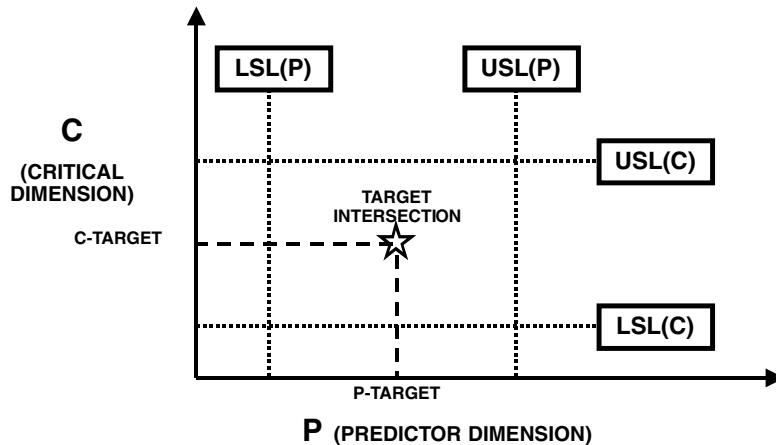 LSL(P)
USL(P)
C
(CRITICAL
DIMENSION)
USL(C)
TARGET
INTERSECTION
C-TARGET
LSL(C)
P-TARGET
P (PREDICTOR DIMENSION)